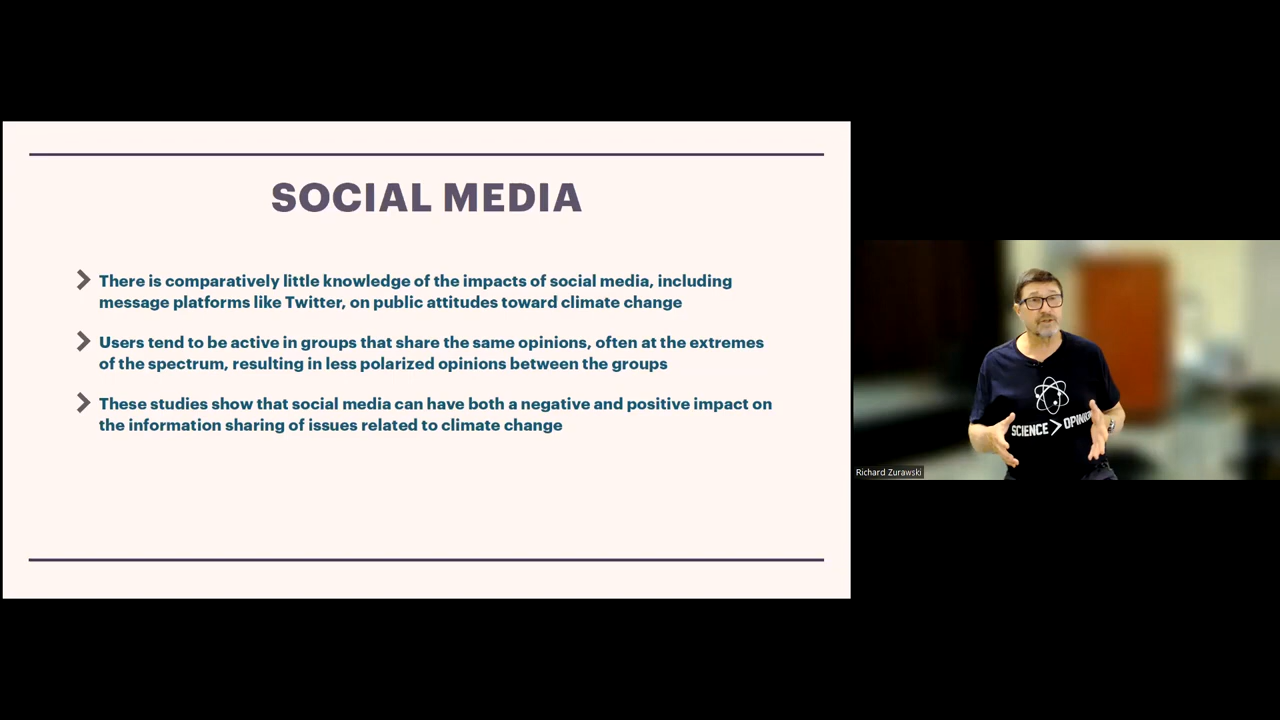 SOCIAL MEDIA
There is comparatively little knowledge of the impacts of social media, including
message platforms like Twitter, on public attitudes toward climate change
Users tend to be active in groups that share the same opinions, often at the extremes
of the spectrum, resulting in less polarized opinions between the groups
These studies show that social media can have both a negative and positive impact on
the information sharing of issues related to climate change
SCIENCE > OPINION
Richard Zurawski